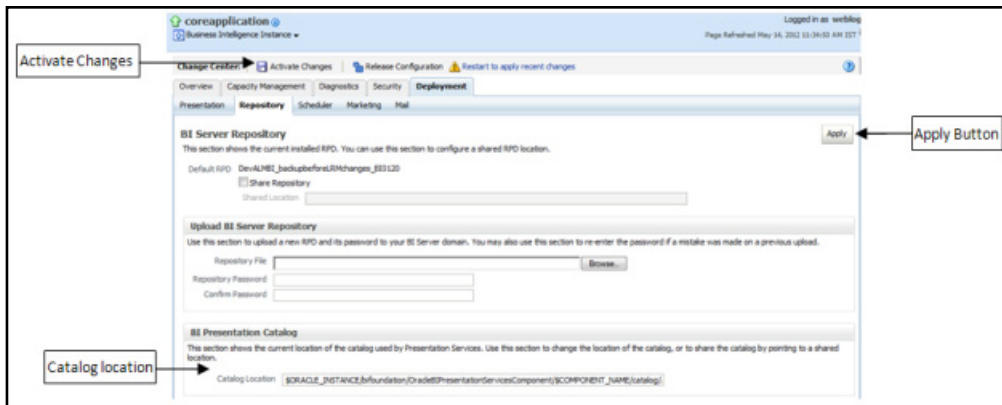 coreapplication
Logged in as weblog
Business Intelligence Instance
Page Refreshed May 16, 2012 11:34:50 AM IST
Activate Changes
Change Center: Activate Changes Release Configuration Restart to apply recent changes
Overview Capacity Management Diagnostics Security Deployment
Presentation Repository Scheduler Marketing Mail
BI Server Repository
Apply
Apply Button
This section shows the current installed RPD. You can use this section to configure a shared RPD location.
Default RPD
Share Repository
Shared Location
Upload BI Server Repository
Use this section to upload a new RPD and its password to your BI Server domain. You may also use this section to re-enter the password if a mistake was made on a previous upload.
Repository File Browse...
Repository Password
Confirm Password
BI Presentation Catalog
This section shows the current location of the catalog used by Presentation Services. Use this section to change the location of the catalog, or to share the catalog by pointing to a shared
location.
Catalog location
Catalog Location $ORACLE_INSTANCE/bifoundation/OracleBIPresentationServicesComponent/$COMPONENT_NAME/catalog/